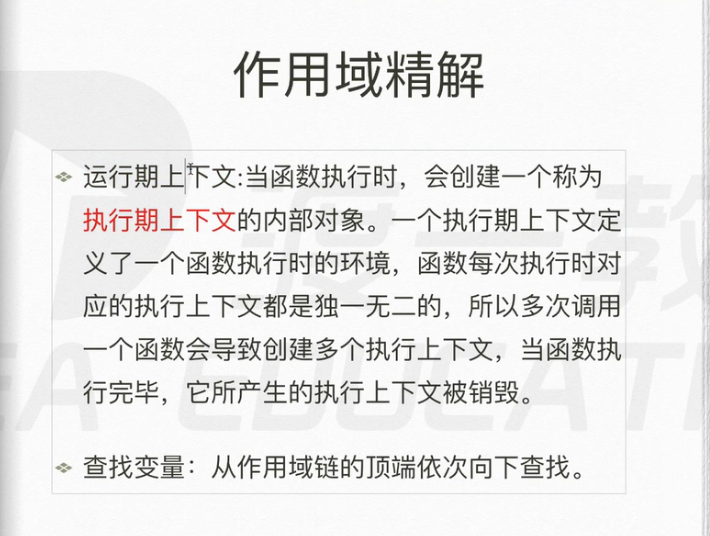 作用域精解
运行期上下文:当函数执行时，会创建一个称为
执行期上下文的内部对象。一个执行期上下文定
义了一个函数执行时的环境，函数每次执行时对
应的执行上下文都是独一无二的，所以多次调用
一个函数会导致创建多个执行上下文，当函数执
行完毕，它所产生的执行上下文被销毁。
查找变量：从作用域链的顶端依次向下查找。